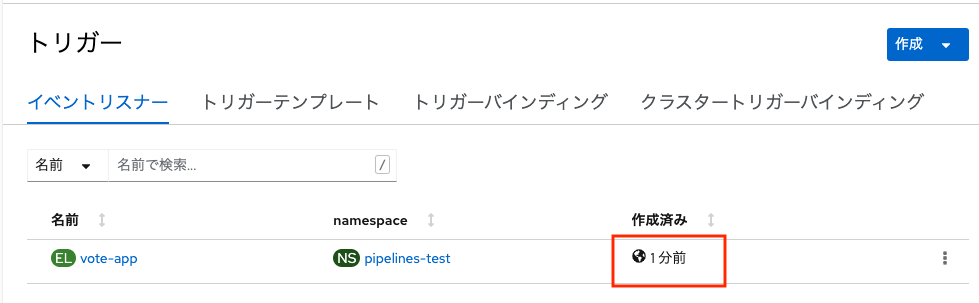 トリガー
作成
イベントリスナー トリガーテンプレート トリガーバインディング クラスタートリガーバインディング
名前 名前で検索... /
名前 namespace 作成済み
EL vote-app NS pipelines-test 1 分前